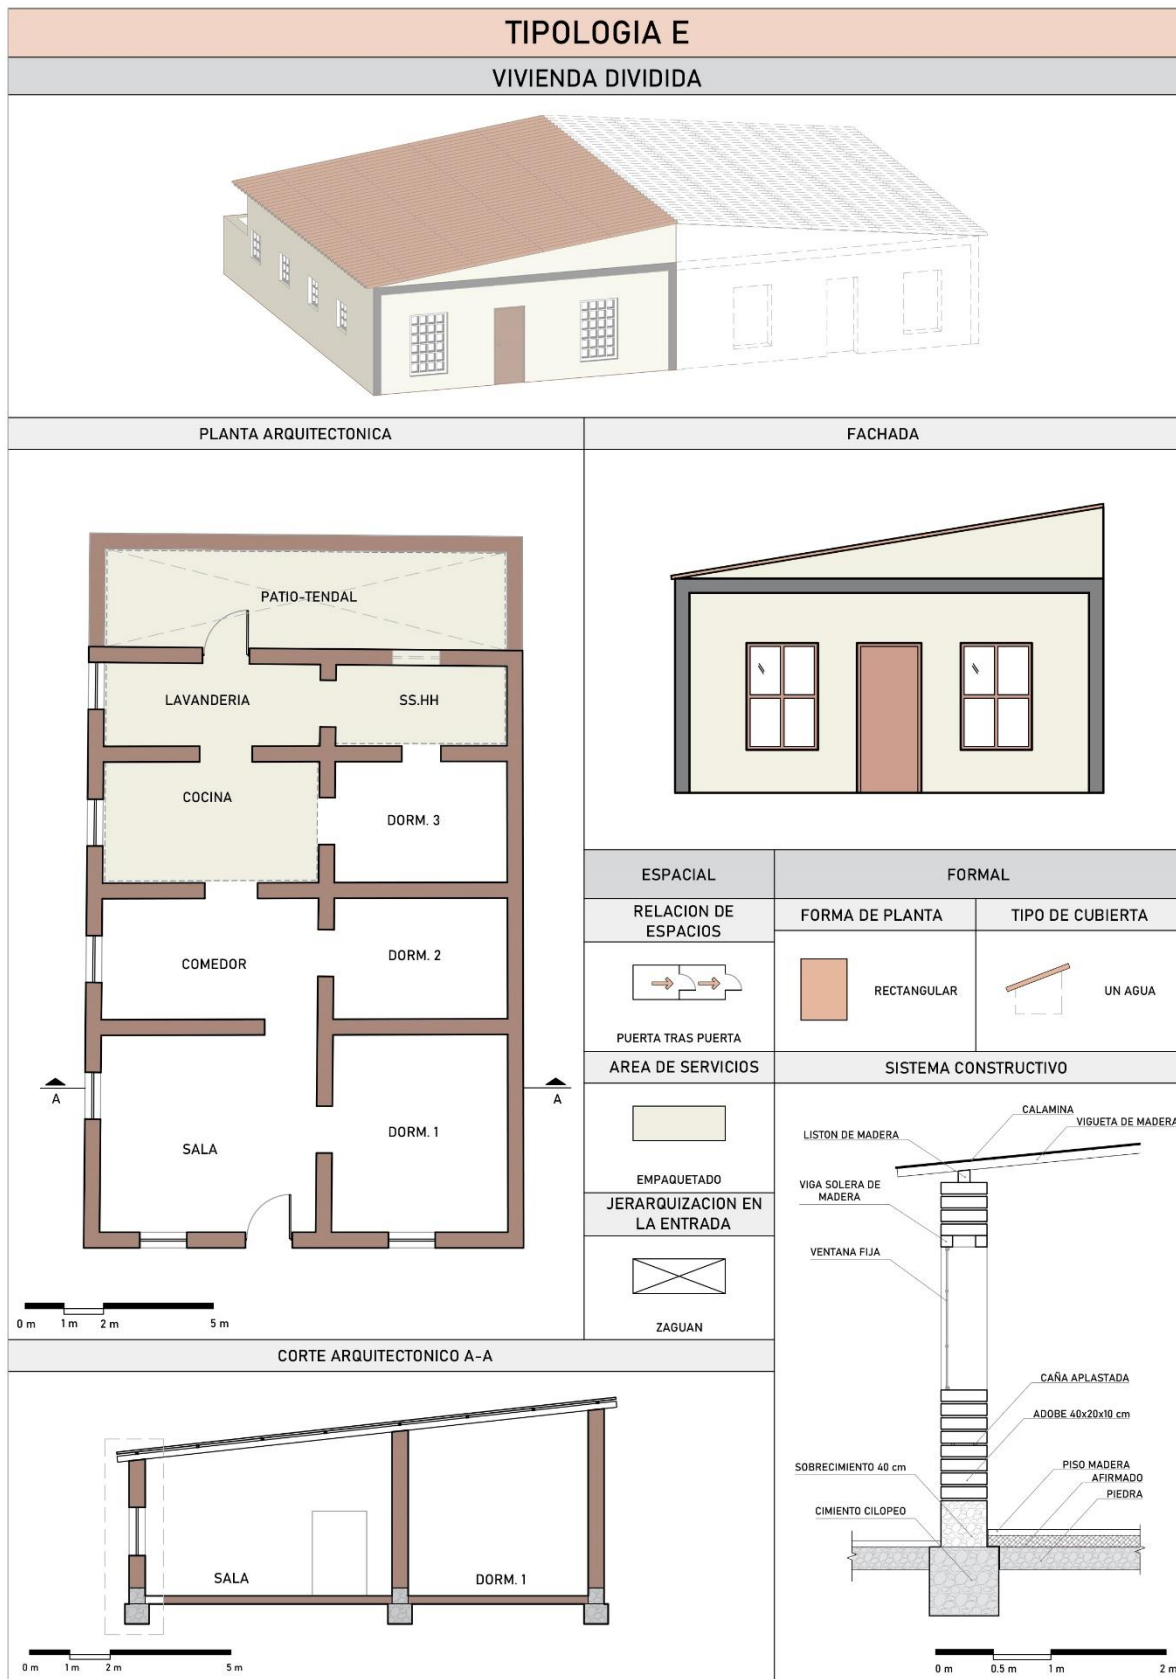 TIPOLOGIA E
VIVIENDA DIVIDIDA
PLANTA ARQUITECTONICA
PATIO-TENDAL
LAVANDERIA
SS.HH
COCINA
DORM. 3
COMEDOR
DORM. 2
A
A
SALA
DORM. 1
0 m
1 m
2 m
5 m
FACHADA
ESPACIAL
RELACION DE
ESPACIOS
PUERTA TRAS PUERTA
AREA DE SERVICIOS
EMPAQUETADO
JERARQUIZACION EN
LA ENTRADA
ZAGUAN
FORMAL
FORMA DE PLANTA
RECTANGULAR
TIPO DE CUBIERTA
UN AGUA
SISTEMA CONSTRUCTIVO
CALAMINA
VIGUETA DE MADERA
LISTON DE MADERA
VIGA SOLERA DE
MADERA
VENTANA FIJA
CAÑA APLASTADA
ADOBE 40x20x10 cm
SOBRECIMIENTO 40 cm
PISO MADERA
AFIRMADO
PIEDRA
CIMIENTO CILOPEO
0 m
0.5 m
1 m
2 m
CORTE ARQUITECTONICO A-A
SALA
DORM. 1
0 m
1 m
2 m
5 m